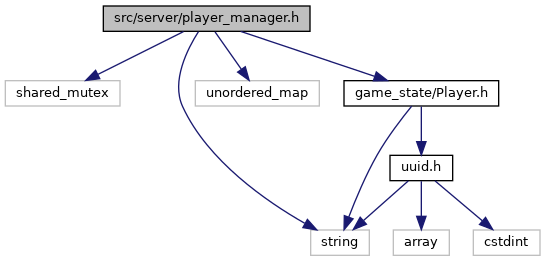 src/server/player_manager.h
shared_mutex
unordered_map
game_state/Player.h
uuid.h
string
array
cstdint